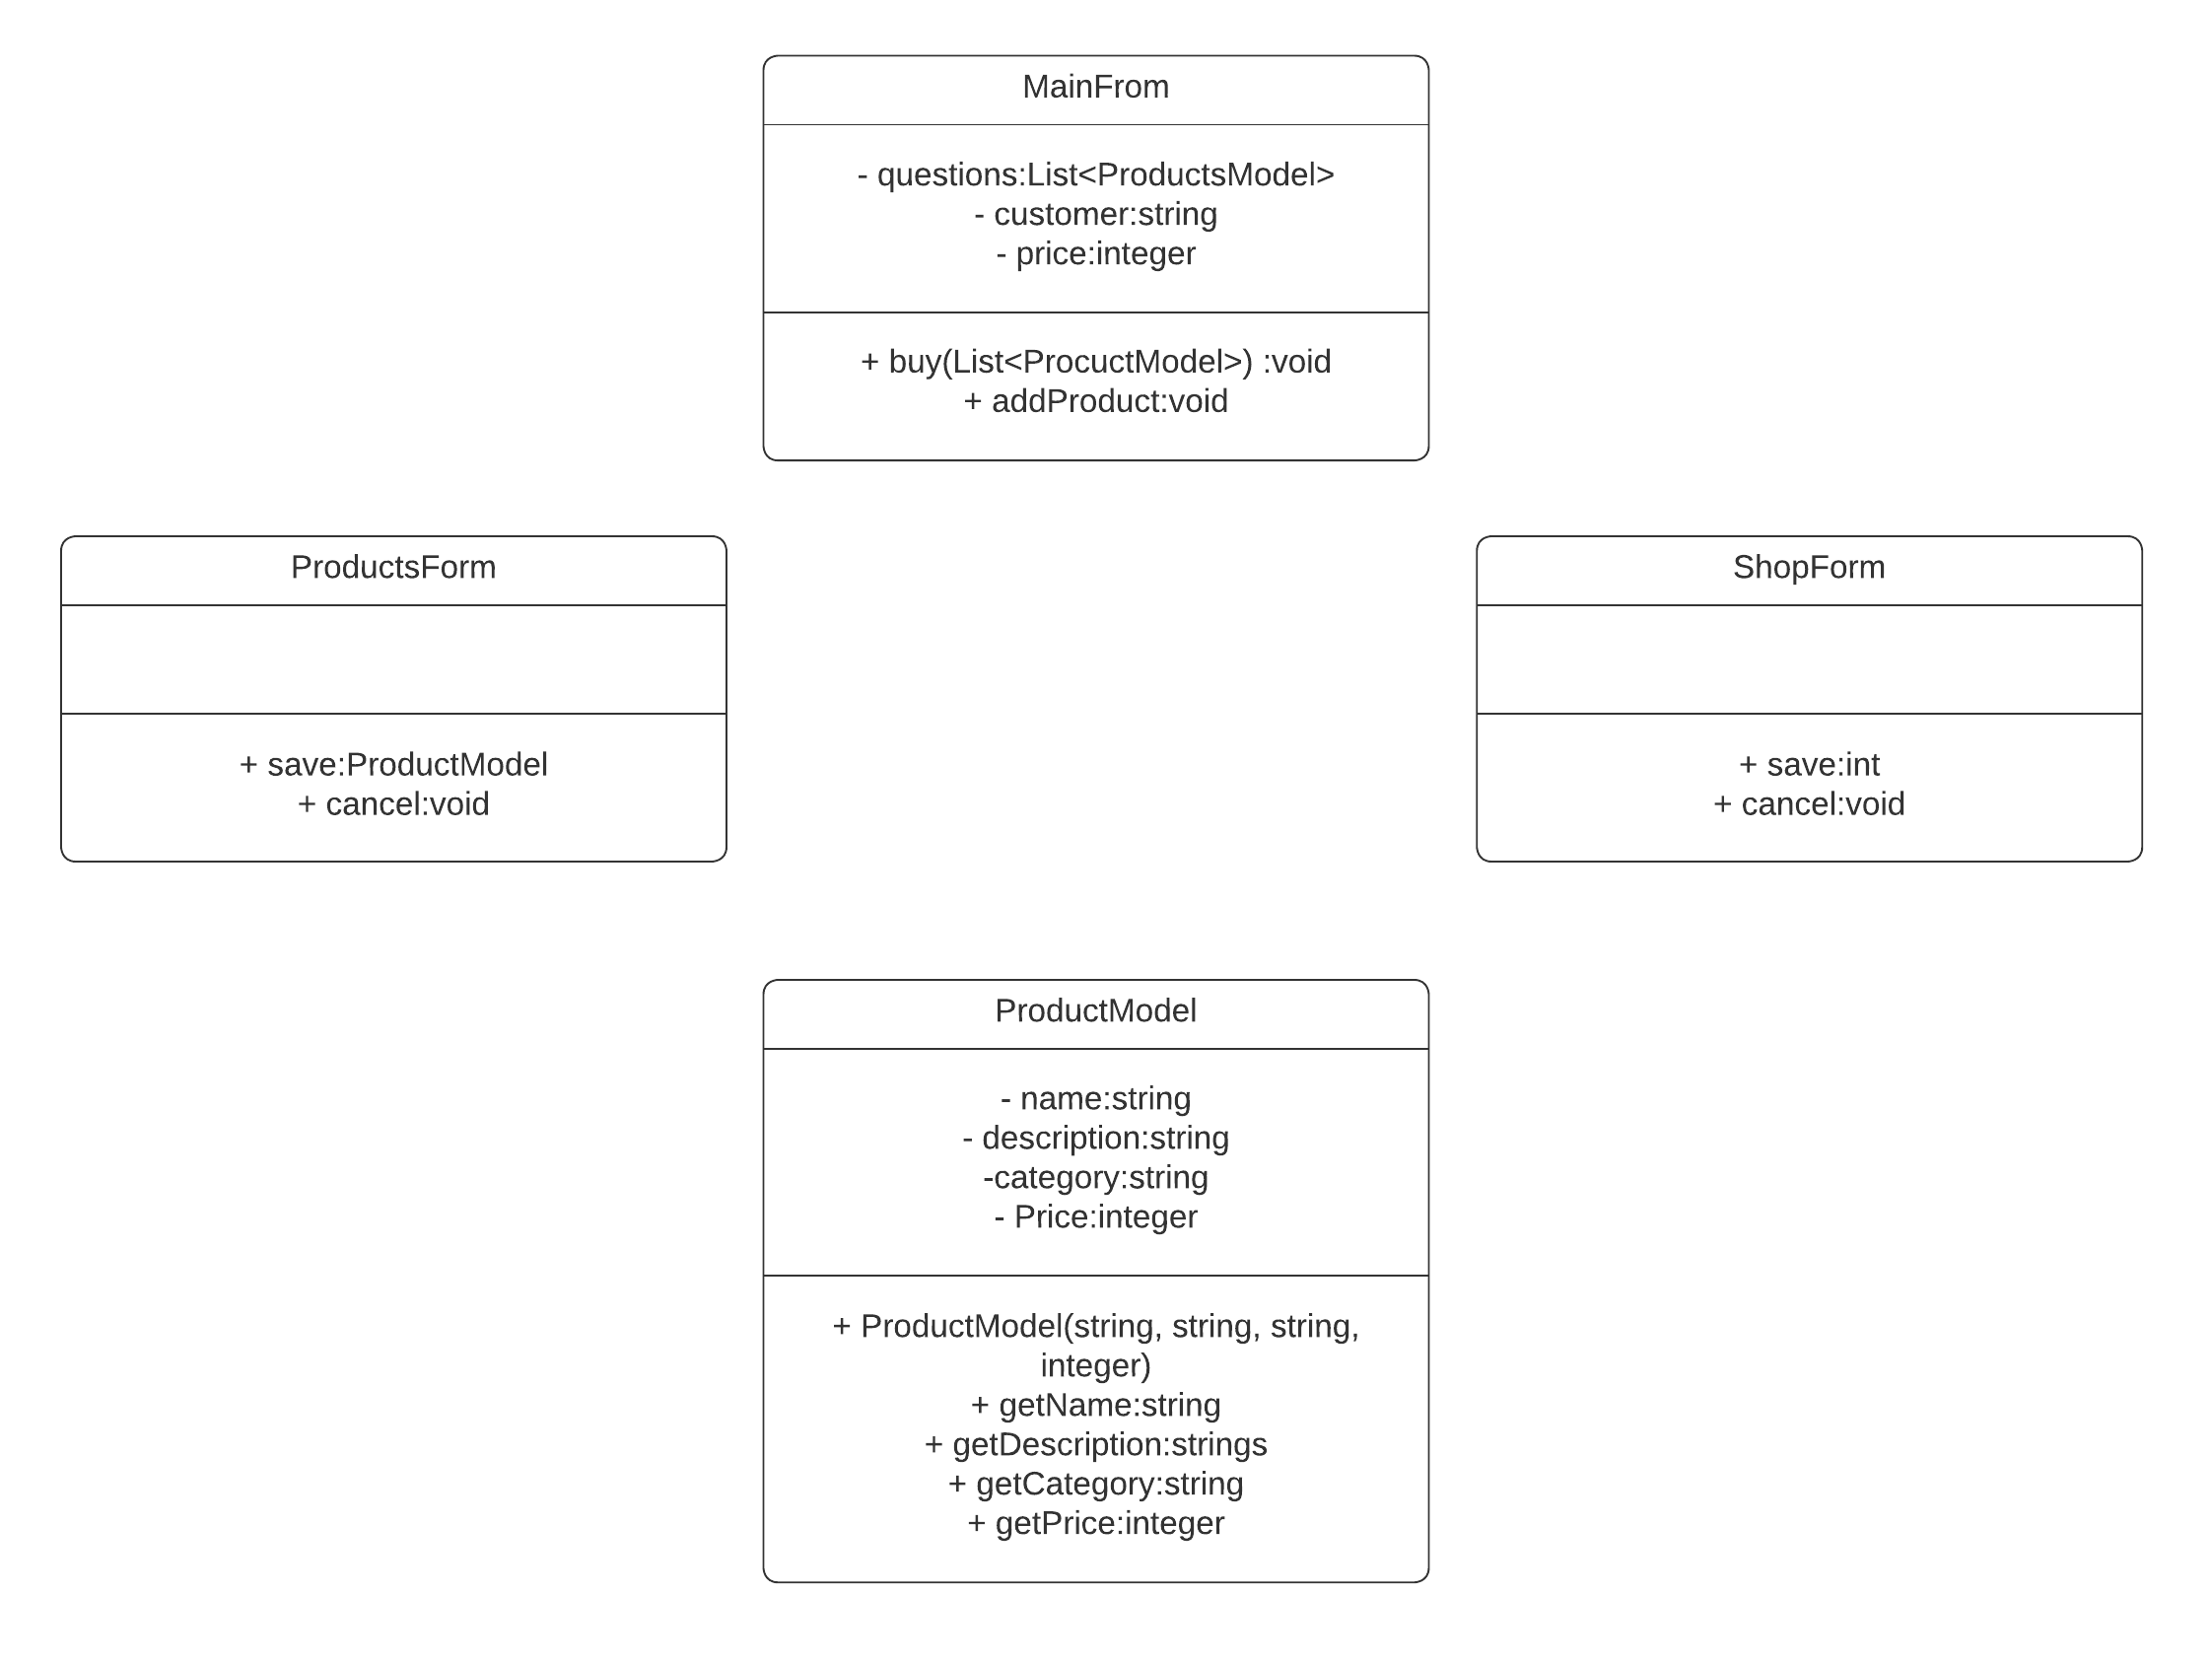 MainFrom
- questions:List<ProductsModel>
- customer:string
- price:integer
+ buy(List<ProcuctModel>) :void
+ addProduct:void
ProductsForm
+ save:ProductModel
+ cancel:void
ShopForm
+ save:int
+ cancel:void
ProductModel
- name:string
- description:string
-category:string
- Price:integer
+ ProductModel(string, string, string,
integer)
+ getName:string
+ getDescription:strings
+ getCategory:string
+ getPrice:integer